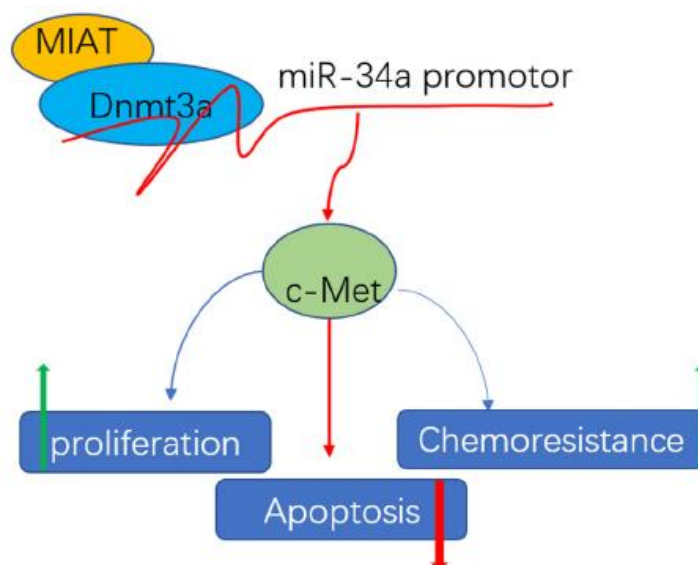 MIAT
Dnmt3a
miR-34a promotor
c-Met
proliferation
Chemoresistance
Apoptosis